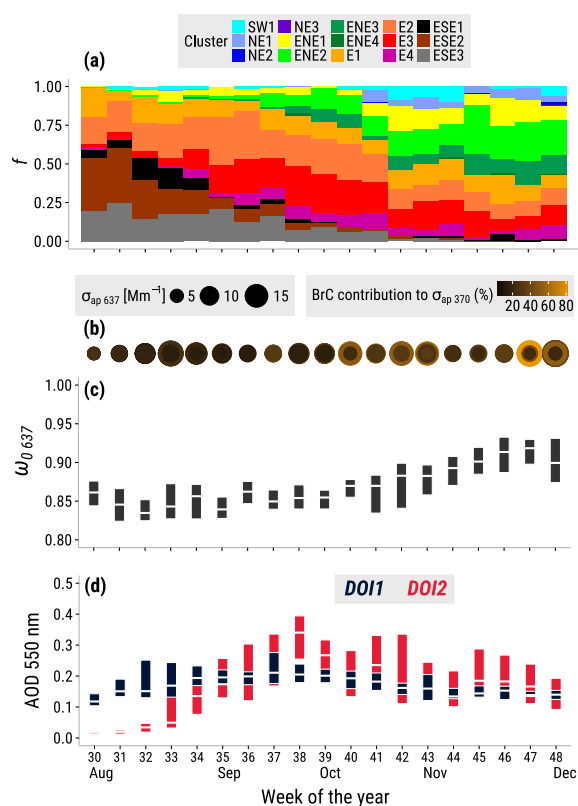 SW1 NE3 ENE3 E2 ESE1
Cluster NE1 ENE1 ENE4 E3 ESE2
NE2 ENE2 E1 E4 ESE3
(a)
1.00
0.75
0.50
0.25
0.00
f
σap 637 [Mm⁻¹] 5 10 15
BrC contribution to σap 370 (%)
20 40 60 80
(b)
(c)
1.00
0.95
0.90
0.85
0.80
ω0 637
(d)
DOI1 DOI2
0.5
0.4
0.3
0.2
0.1
0.0
AOD 550 nm
30 31 32 33 34 35 36 37 38 39 40 41 42 43 44 45 46 47 48
Aug Sep Oct Nov Dec
Week of the year